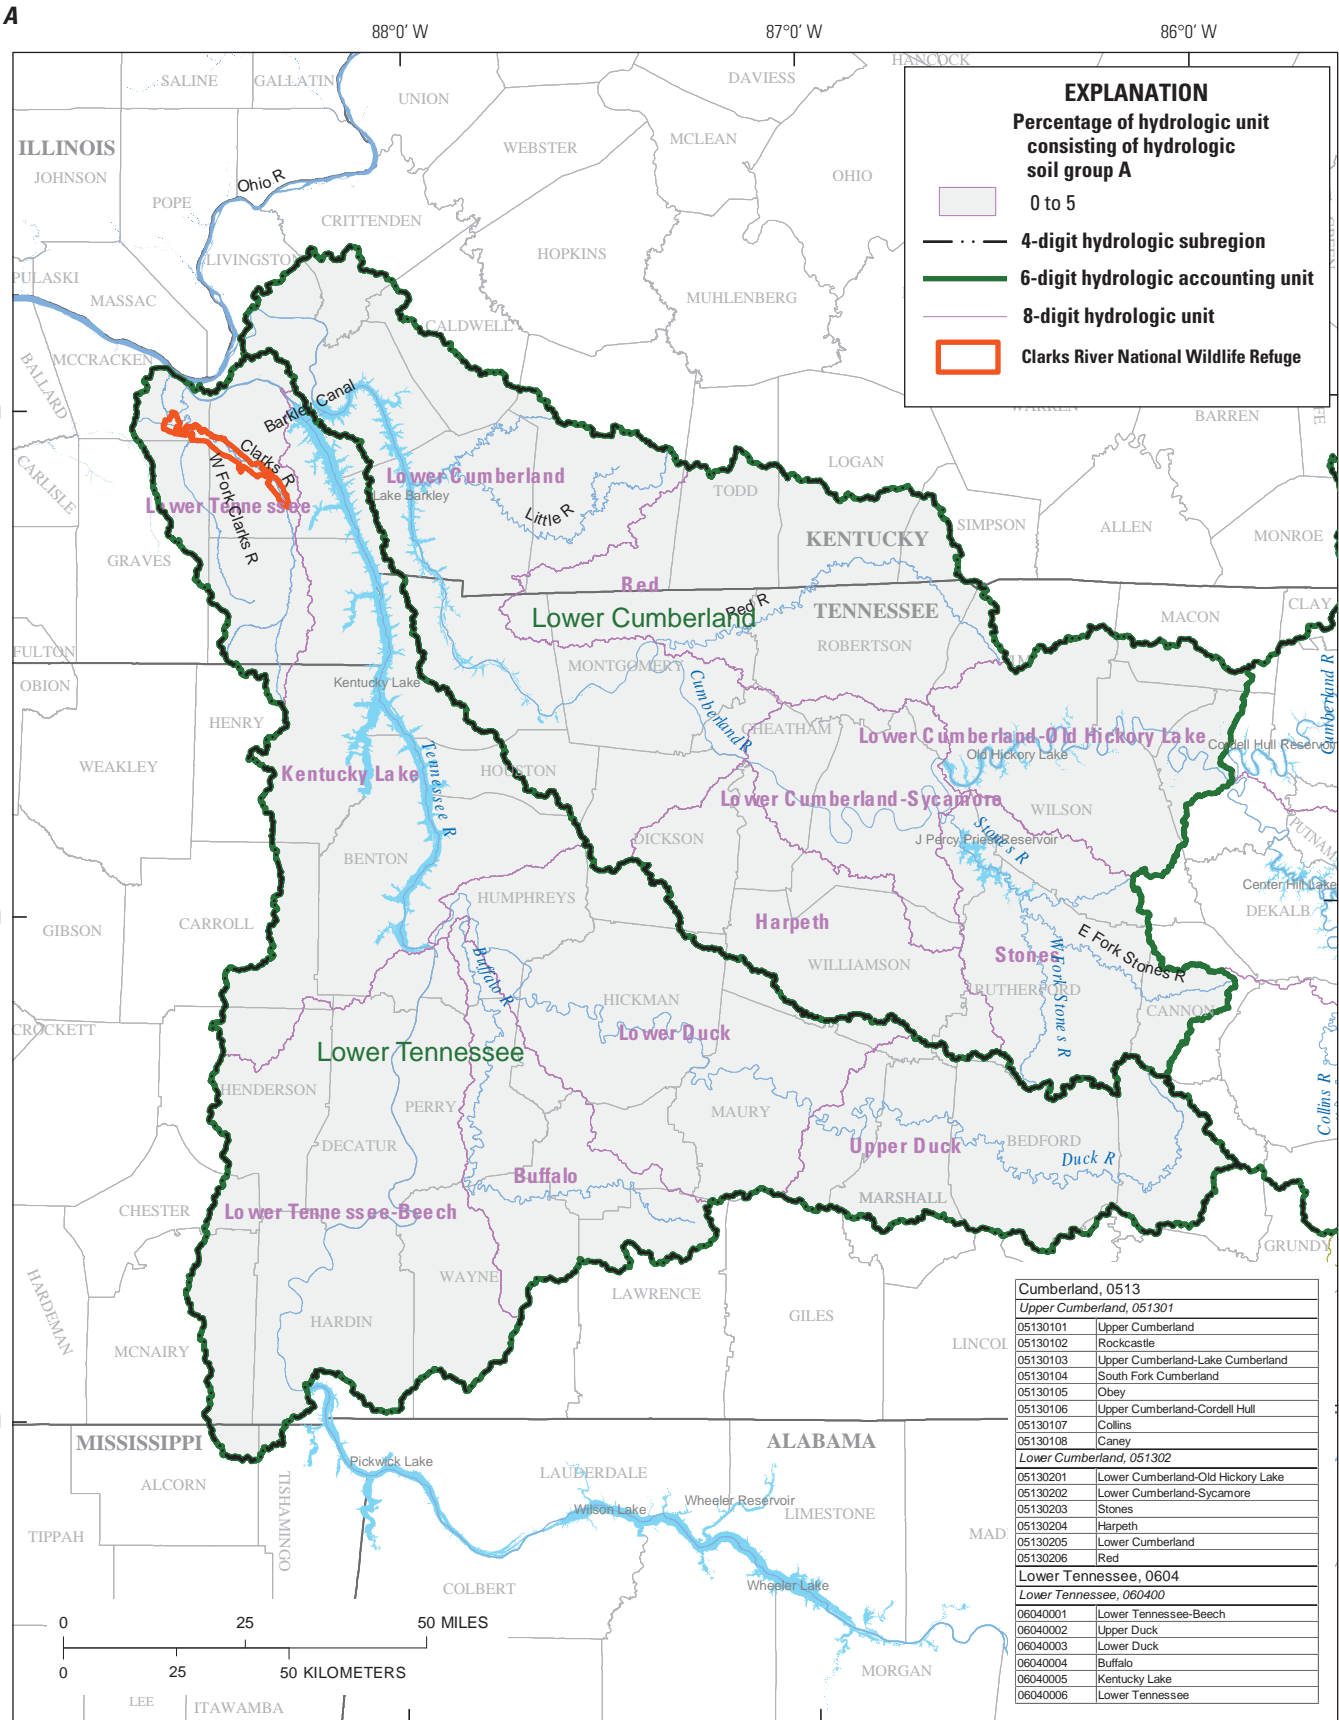 A
88°0' W
87°0' W
86°0' W
EXPLANATION
Percentage of hydrologic unit
consisting of hydrologic
soil group A
0 to 5
4-digit hydrologic subregion
6-digit hydrologic accounting unit
8-digit hydrologic unit
Clarks River National Wildlife Refuge
HANCOCK
SALINE
GALLATIN
UNION
DAVIESS
WEBSTER
MCLEAN
OHIO
ILLINOIS
JOHNSON
POPE
Ohio R
CRITTENDEN
HOPKINS
LIVINGSTON
PULASKI
MASSAC
MUHLENBERG
CALDWELL
MCCRACKEN
BALLARD
Barkley Canal
WARREN
BARREN
CARLISLE
Clarks R
W Fork Clarks R
Lower Tennessee
Lower Cumberland
Lake Barkley
Little R
LOGAN
TODD
SIMPSON
ALLEN
MONROE
GRAVES
KENTUCKY
Red
Lower Cumberland
Red R
TENNESSEE
MACON
CLAY
ROBERTSON
FULTON
OBION
MONTGOMERY
Kentucky Lake
Cumberland R
Cumberland R
HENRY
CHEATHAM
Lower Cumberland-Old Hickory Lake
Old Hickory Lake
Cordell Hull Reservoir
WEAKLEY
Kentucky Lake
Tennessee R
HOUSTON
Lower Cumberland-Sycamore
WILSON
DICKSON
Stones R
J Percy Priest Reservoir
PUTNAM
BENTON
HUMPHREYS
Center Hill Lake
DEKALB
GIBSON
CARROLL
Harpeth
Buffalo R
E Fork Stones R
Stones
W Fork Stones R
WILLIAMSON
RUTHERFORD
HICKMAN
CANNON
CROCKETT
Lower Duck
Lower Tennessee
HENDERSON
PERRY
MAURY
Collins R
DECATUR
Upper Duck
BEDFORD
Duck R
Buffalo
MARSHALL
CHESTER
Lower Tennessee-Beech
GRUNDY
HARDEMAN
WAYNE
LAWRENCE
HARDIN
GILES
LINCOL
MCNAIRY
MISSISSIPPI
ALABAMA
Pickwick Lake
ALCORN
TISHAMINGO
LAUDERDALE
Wheeler Reservoir
Wilson Lake
LIMESTONE
TIPPAH
MAD
COLBERT
Wheeler Lake
MORGAN
LEE
ITAWAMBA
0 25 50 MILES
0 25 50 KILOMETERS
Cumberland, 0513
Upper Cumberland, 051301
05130101 Upper Cumberland
05130102 Rockcastle
05130103 Upper Cumberland-Lake Cumberland
05130104 South Fork Cumberland
05130105 Obey
05130106 Upper Cumberland-Cordell Hull
05130107 Collins
05130108 Caney
Lower Cumberland, 051302
05130201 Lower Cumberland-Old Hickory Lake
05130202 Lower Cumberland-Sycamore
05130203 Stones
05130204 Harpeth
05130205 Lower Cumberland
05130206 Red
Lower Tennessee, 0604
Lower Tennessee, 060400
06040001 Lower Tennessee-Beech
06040002 Upper Duck
06040003 Lower Duck
06040004 Buffalo
06040005 Kentucky Lake
06040006 Lower Tennessee